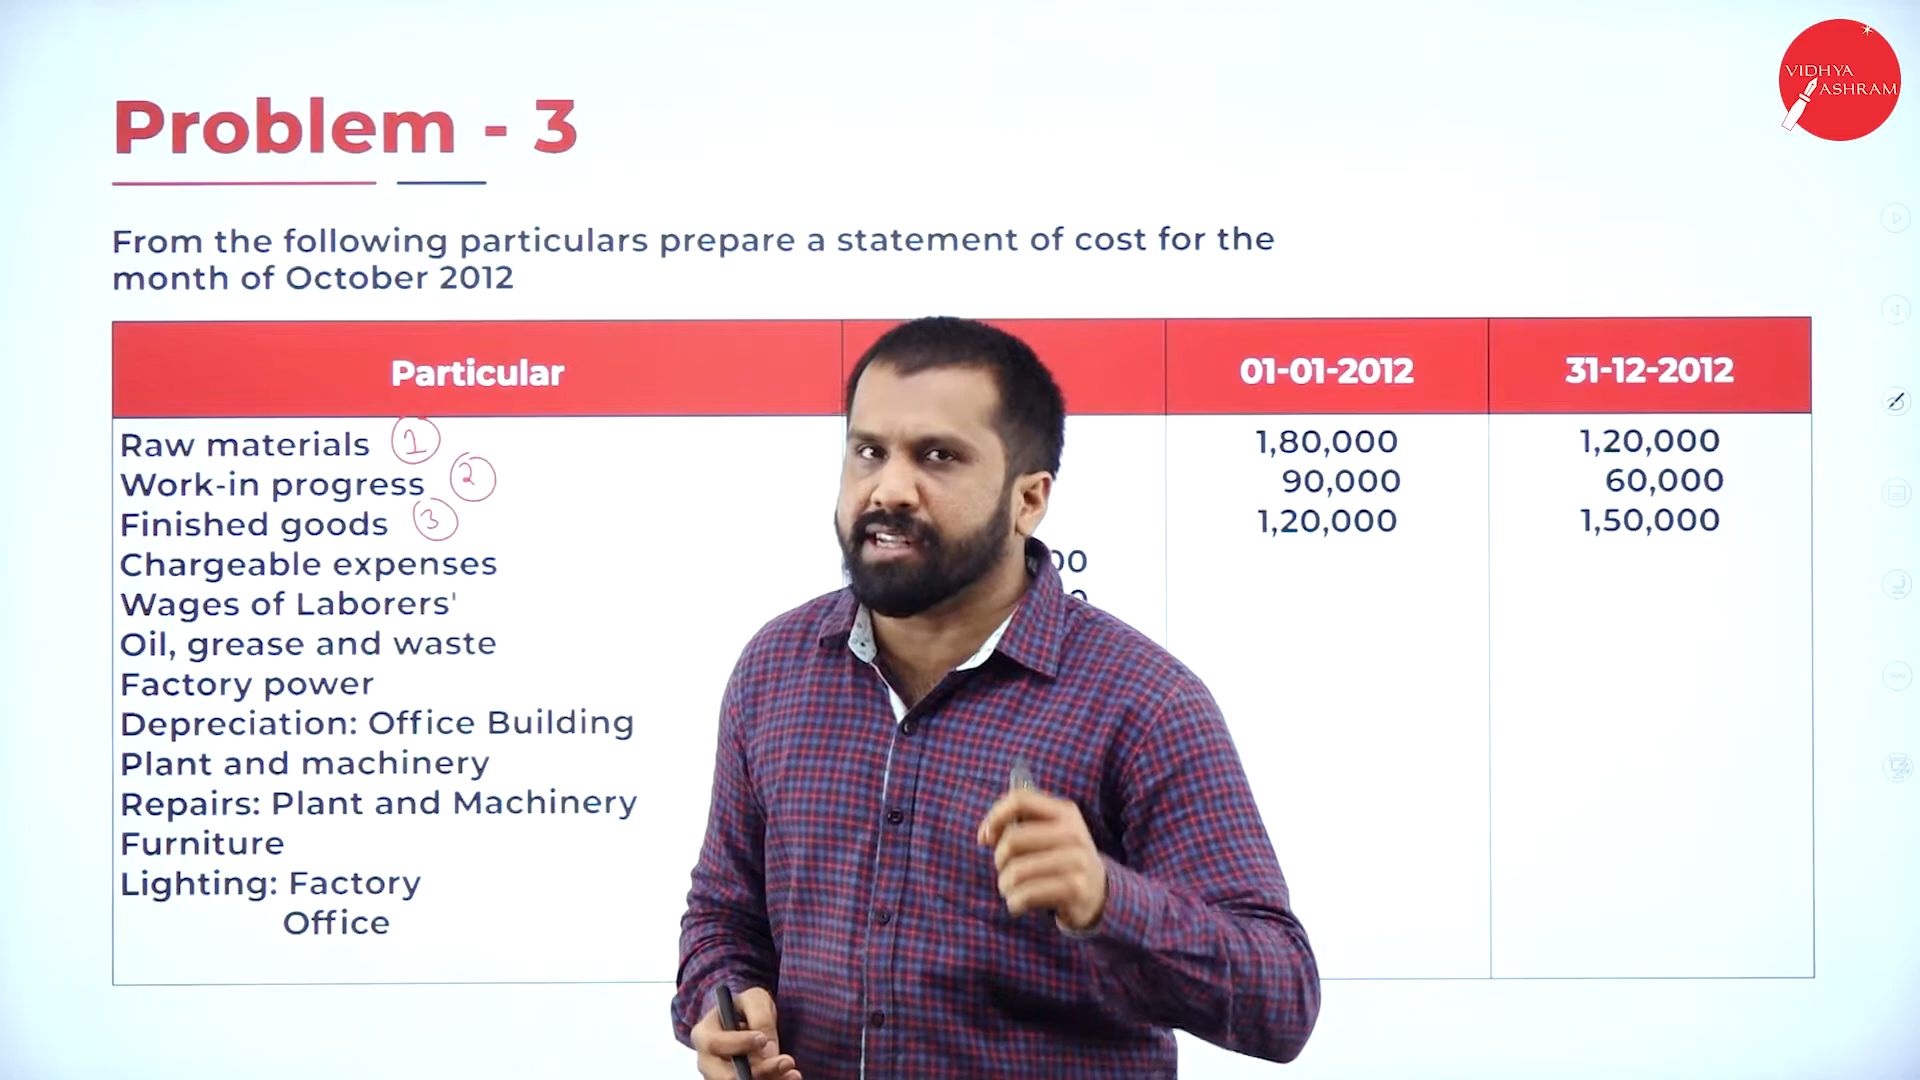 VIDHYA
ASHRAM
Problem - 3
From the following particulars prepare a statement of cost for the
month of October 2012
Particular 01-01-2012 31-12-2012
Raw materials 1 1,80,000 1,20,000
Work-in progress 2 90,000 60,000
Finished goods 3 1,20,000 1,50,000
Chargeable expenses
Wages of Laborers'
Oil, grease and waste
Factory power
Depreciation: Office Building
Plant and machinery
Repairs: Plant and Machinery
Furniture
Lighting: Factory
Office